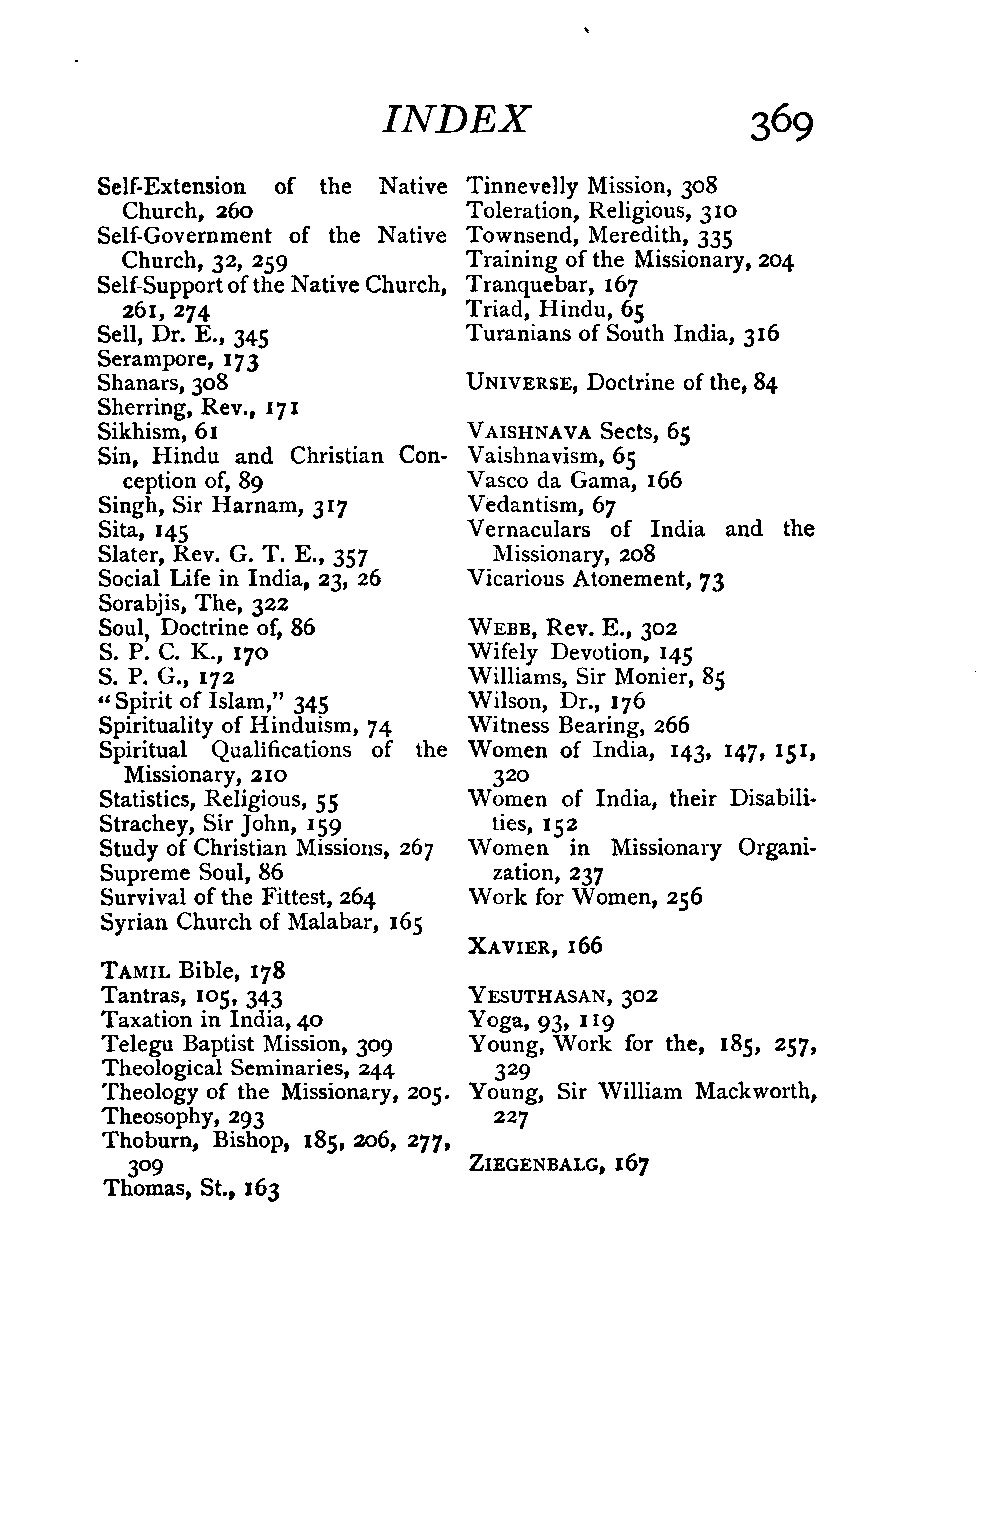 INDEX 369
Self-Extension of the Native
Church, 260
Self-Government of the Native
Church, 32, 259
Self-Support of the Native Church,
261, 274
Sell, Dr. E., 345
Serampore, 173
Shanars, 308
Sherring, Rev., 171
Sikhism, 61
Sin, Hindu and Christian Con-
ception of, 89
Singh, Sir Harnam, 317
Sita, 145
Slater, Rev. G. T. E., 357
Social Life in India, 23, 26
Sorabjis, The, 322
Soul, Doctrine of, 86
S. P. C. K., 170
S. P. G., 172
"Spirit of Islam," 345
Spirituality of Hinduism, 74
Spiritual Qualifications of the
Missionary, 210
Statistics, Religious, 55
Strachey, Sir John, 159
Study of Christian Missions, 267
Supreme Soul, 86
Survival of the Fittest, 264
Syrian Church of Malabar, 165
TAMIL Bible, 178
Tantras, 105, 343
Taxation in India, 40
Telegu Baptist Mission, 309
Theological Seminaries, 244
Theology of the Missionary, 205.
Theosophy, 293
Thoburn, Bishop, 185, 206, 277,
309
Thomas, St., 163
Tinnevelly Mission, 308
Toleration, Religious, 310
Townsend, Meredith, 335
Training of the Missionary, 204
Tranquebar, 167
Triad, Hindu, 65
Turanians of South India, 316
UNIVERSE, Doctrine of the, 84
VAISHNAVA Sects, 65
Vaishnavism, 65
Vasco da Gama, 166
Vedantism, 67
Vernaculars of India and the
Missionary, 208
Vicarious Atonement, 73
WEBB, Rev. E., 302
Wifely Devotion, 145
Williams, Sir Monier, 85
Wilson, Dr., 176
Witness Bearing, 266
Women of India, 143, 147, 151,
320
Women of India, their Disabili-
ties, 152
Women in Missionary Organi-
zation, 237
Work for Women, 256
XAVIER, 166
YESUTHASAN, 302
Yoga, 93, 119
Young, Work for the, 185, 257,
329
Young, Sir William Mackworth,
227
ZIEGENBALG, 167